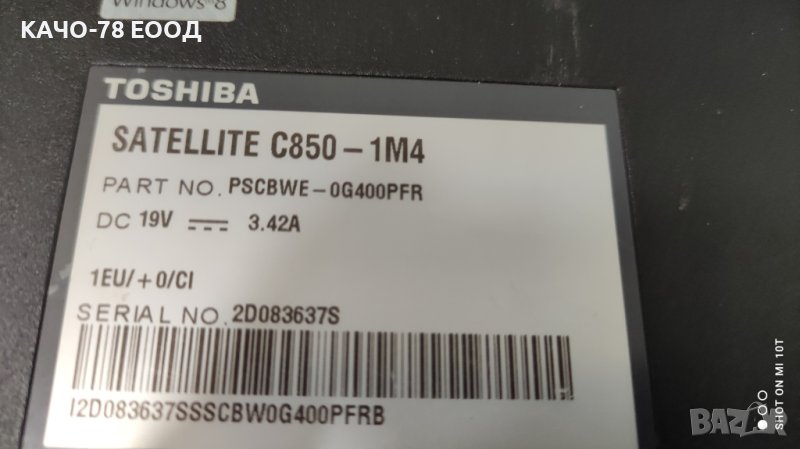 Windows 8
КАЧО-78 ЕООД
TOSHIBA
SATELLITE C850-1M4
PART NO. PSCBWE-0G400PFR
DC 19V 3.42A
1EU/+0/CI
SERIAL NO. 2D083637S
I2D083637SSSCBW0G400PFRB
SHOT ON MI 10T
BAZAR